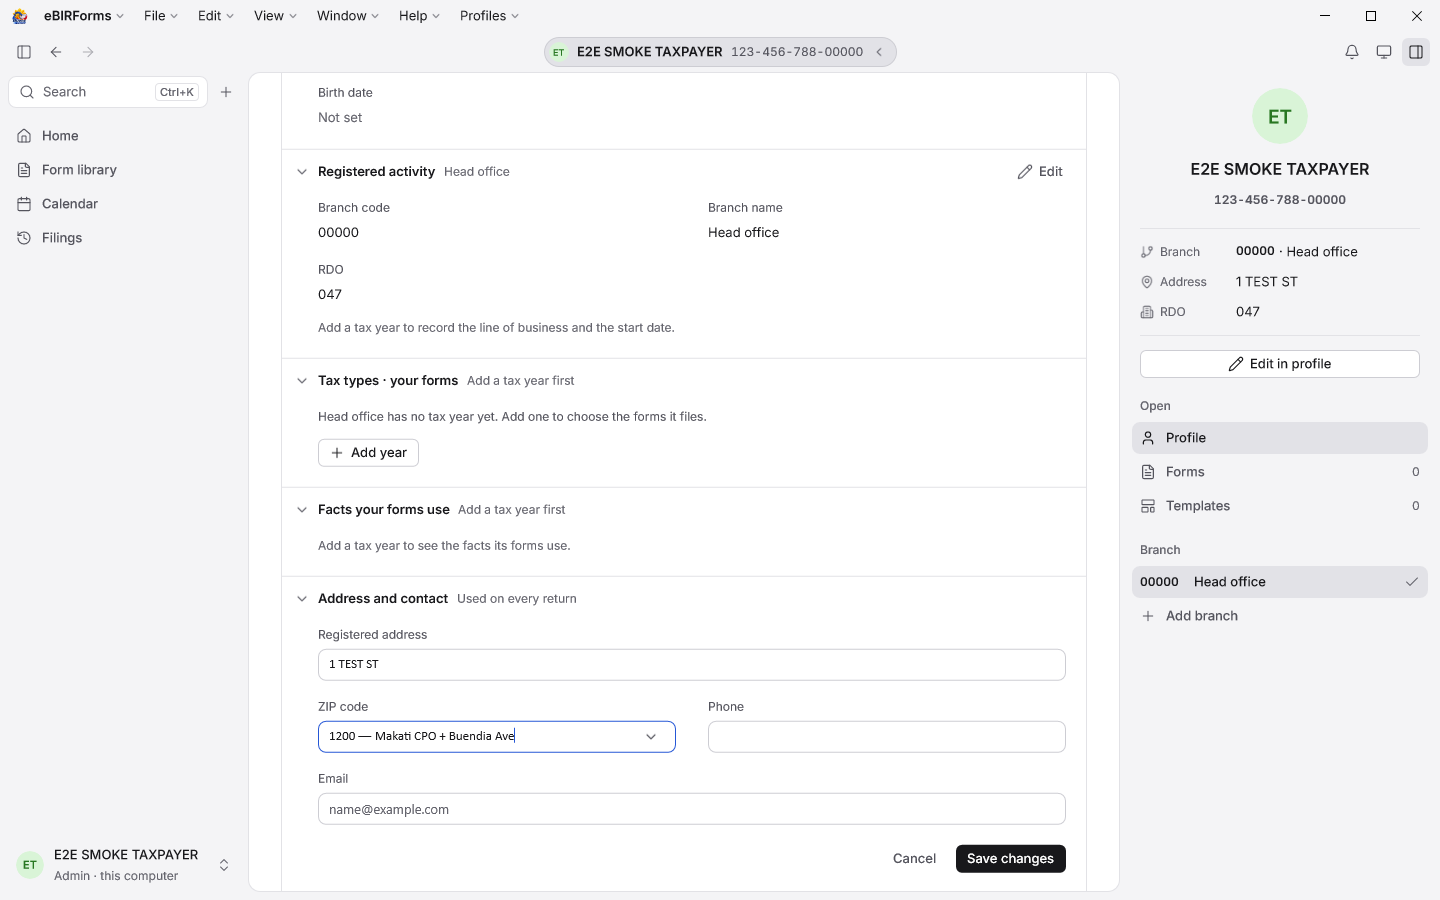 eBIRForms File Edit View Window Help Profiles
ET E2E SMOKE TAXPAYER 123-456-788-00000
Search Ctrl+K
Home
Form library
Calendar
Filings
Birth date
Not set
Registered activity Head office Edit
Branch code Branch name
00000 Head office
RDO
047
Add a tax year to record the line of business and the start date.
Tax types · your forms Add a tax year first
Head office has no tax year yet. Add one to choose the forms it files.
Add year
Facts your forms use Add a tax year first
Add a tax year to see the facts its forms use.
Address and contact Used on every return
Registered address
1 TEST ST
ZIP code Phone
1200 — Makati CPO + Buendia Ave
Email
name@example.com
Cancel Save changes
ET
E2E SMOKE TAXPAYER
123-456-788-00000
Branch 00000 · Head office
Address 1 TEST ST
RDO 047
Edit in profile
Open
Profile
Forms 0
Templates 0
Branch
00000 Head office
Add branch
ET E2E SMOKE TAXPAYER
Admin · this computer